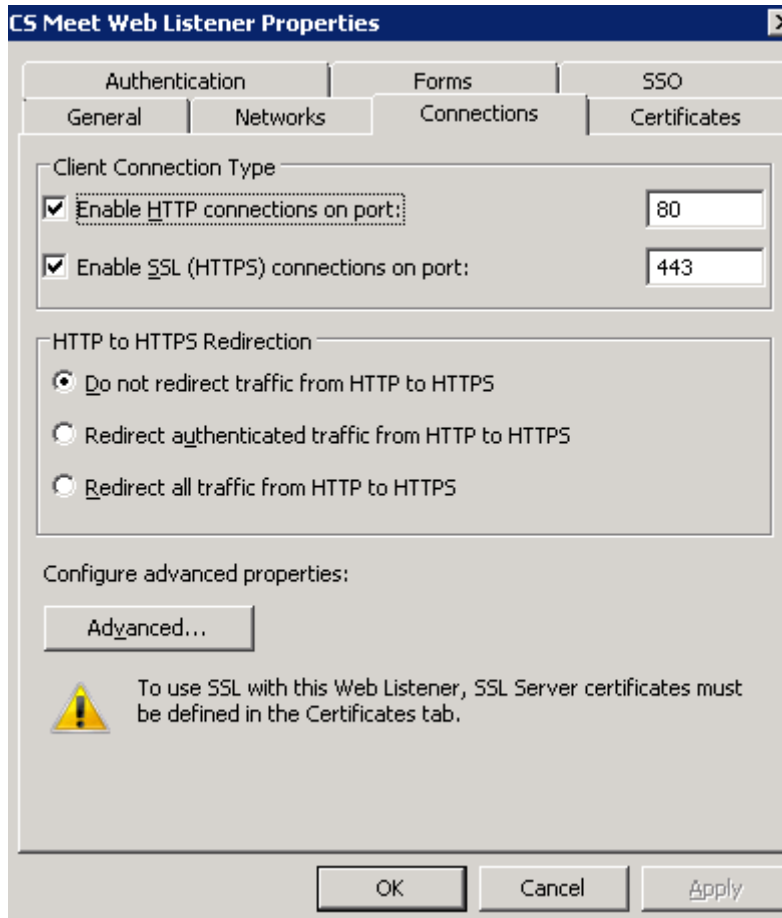 CS Meet Web Listener Properties
Authentication Forms SSO
General Networks Connections Certificates
Client Connection Type
Enable HTTP connections on port: 80
Enable SSL (HTTPS) connections on port: 443
HTTP to HTTPS Redirection
Do not redirect traffic from HTTP to HTTPS
Redirect authenticated traffic from HTTP to HTTPS
Redirect all traffic from HTTP to HTTPS
Configure advanced properties:
Advanced...
To use SSL with this Web Listener, SSL Server certificates must
be defined in the Certificates tab.
OK Cancel Apply